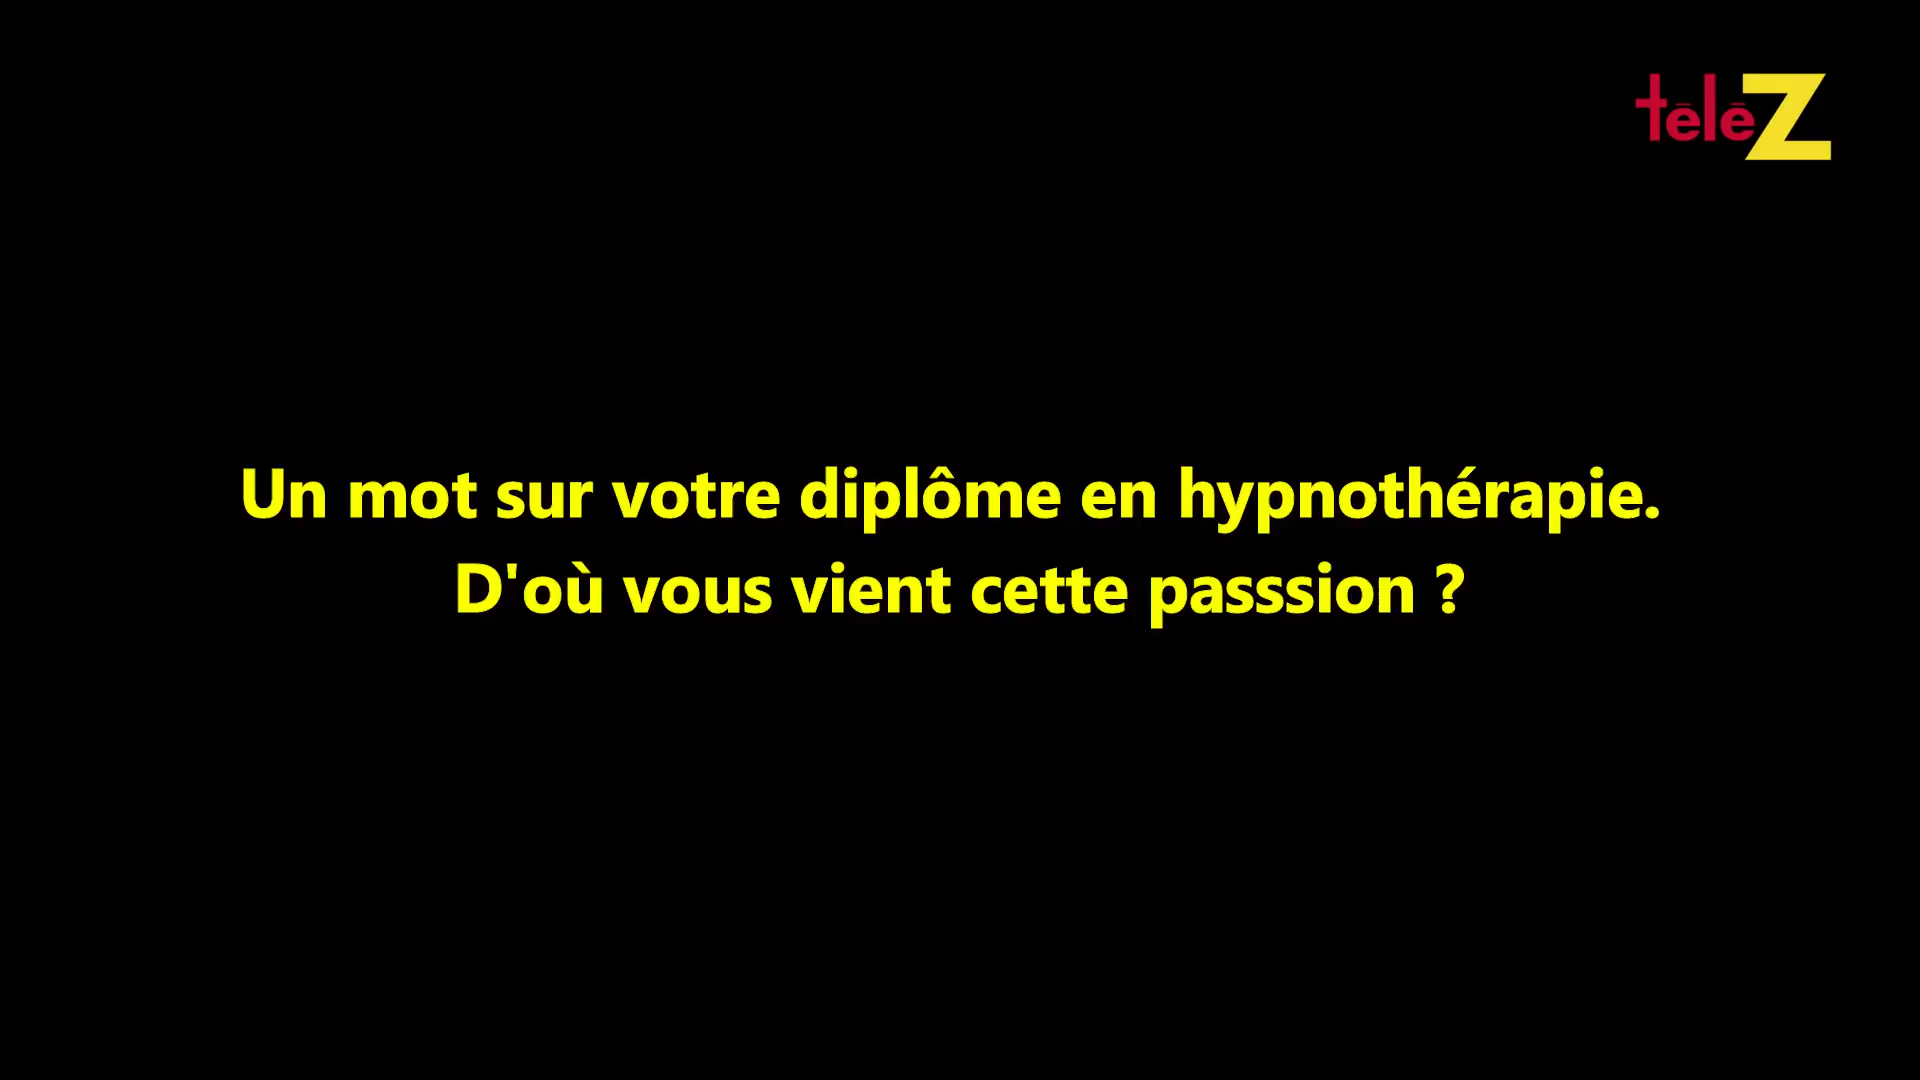 télé Z
Un mot sur votre diplôme en hypnothérapie.
D'où vous vient cette passsion ?